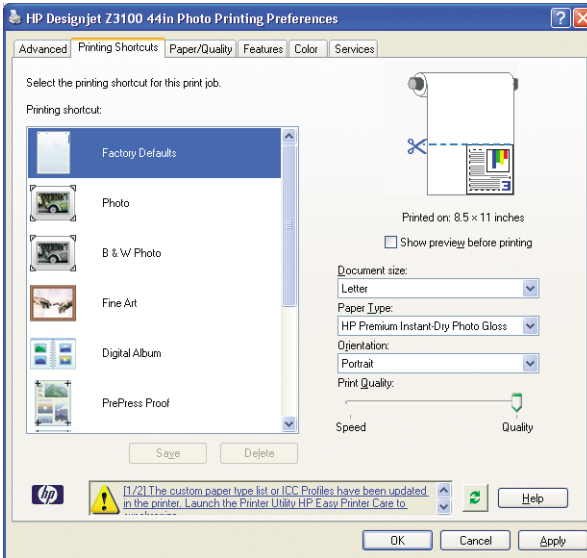 HP Designjet Z3100 44in Photo Printing Preferences
Advanced Printing Shortcuts Paper/Quality Features Color Services
Select the printing shortcut for this print job.
Printing shortcut:
Factory Defaults
Photo
B & W Photo
Fine Art
Digital Album
PrePress Proof
Save Delete
3
Printed on: 8.5 × 11 inches
Show preview before printing
Document size:
Letter
Paper Type:
HP Premium Instant-Dry Photo Gloss
Orientation:
Portrait
Print Quality:
Speed Quality
hp
[1/2] The custom paper type list or ICC Profiles have been updated
in the printer. Launch the Printer Utility HP Easy Printer Care to
Help
OK Cancel Apply